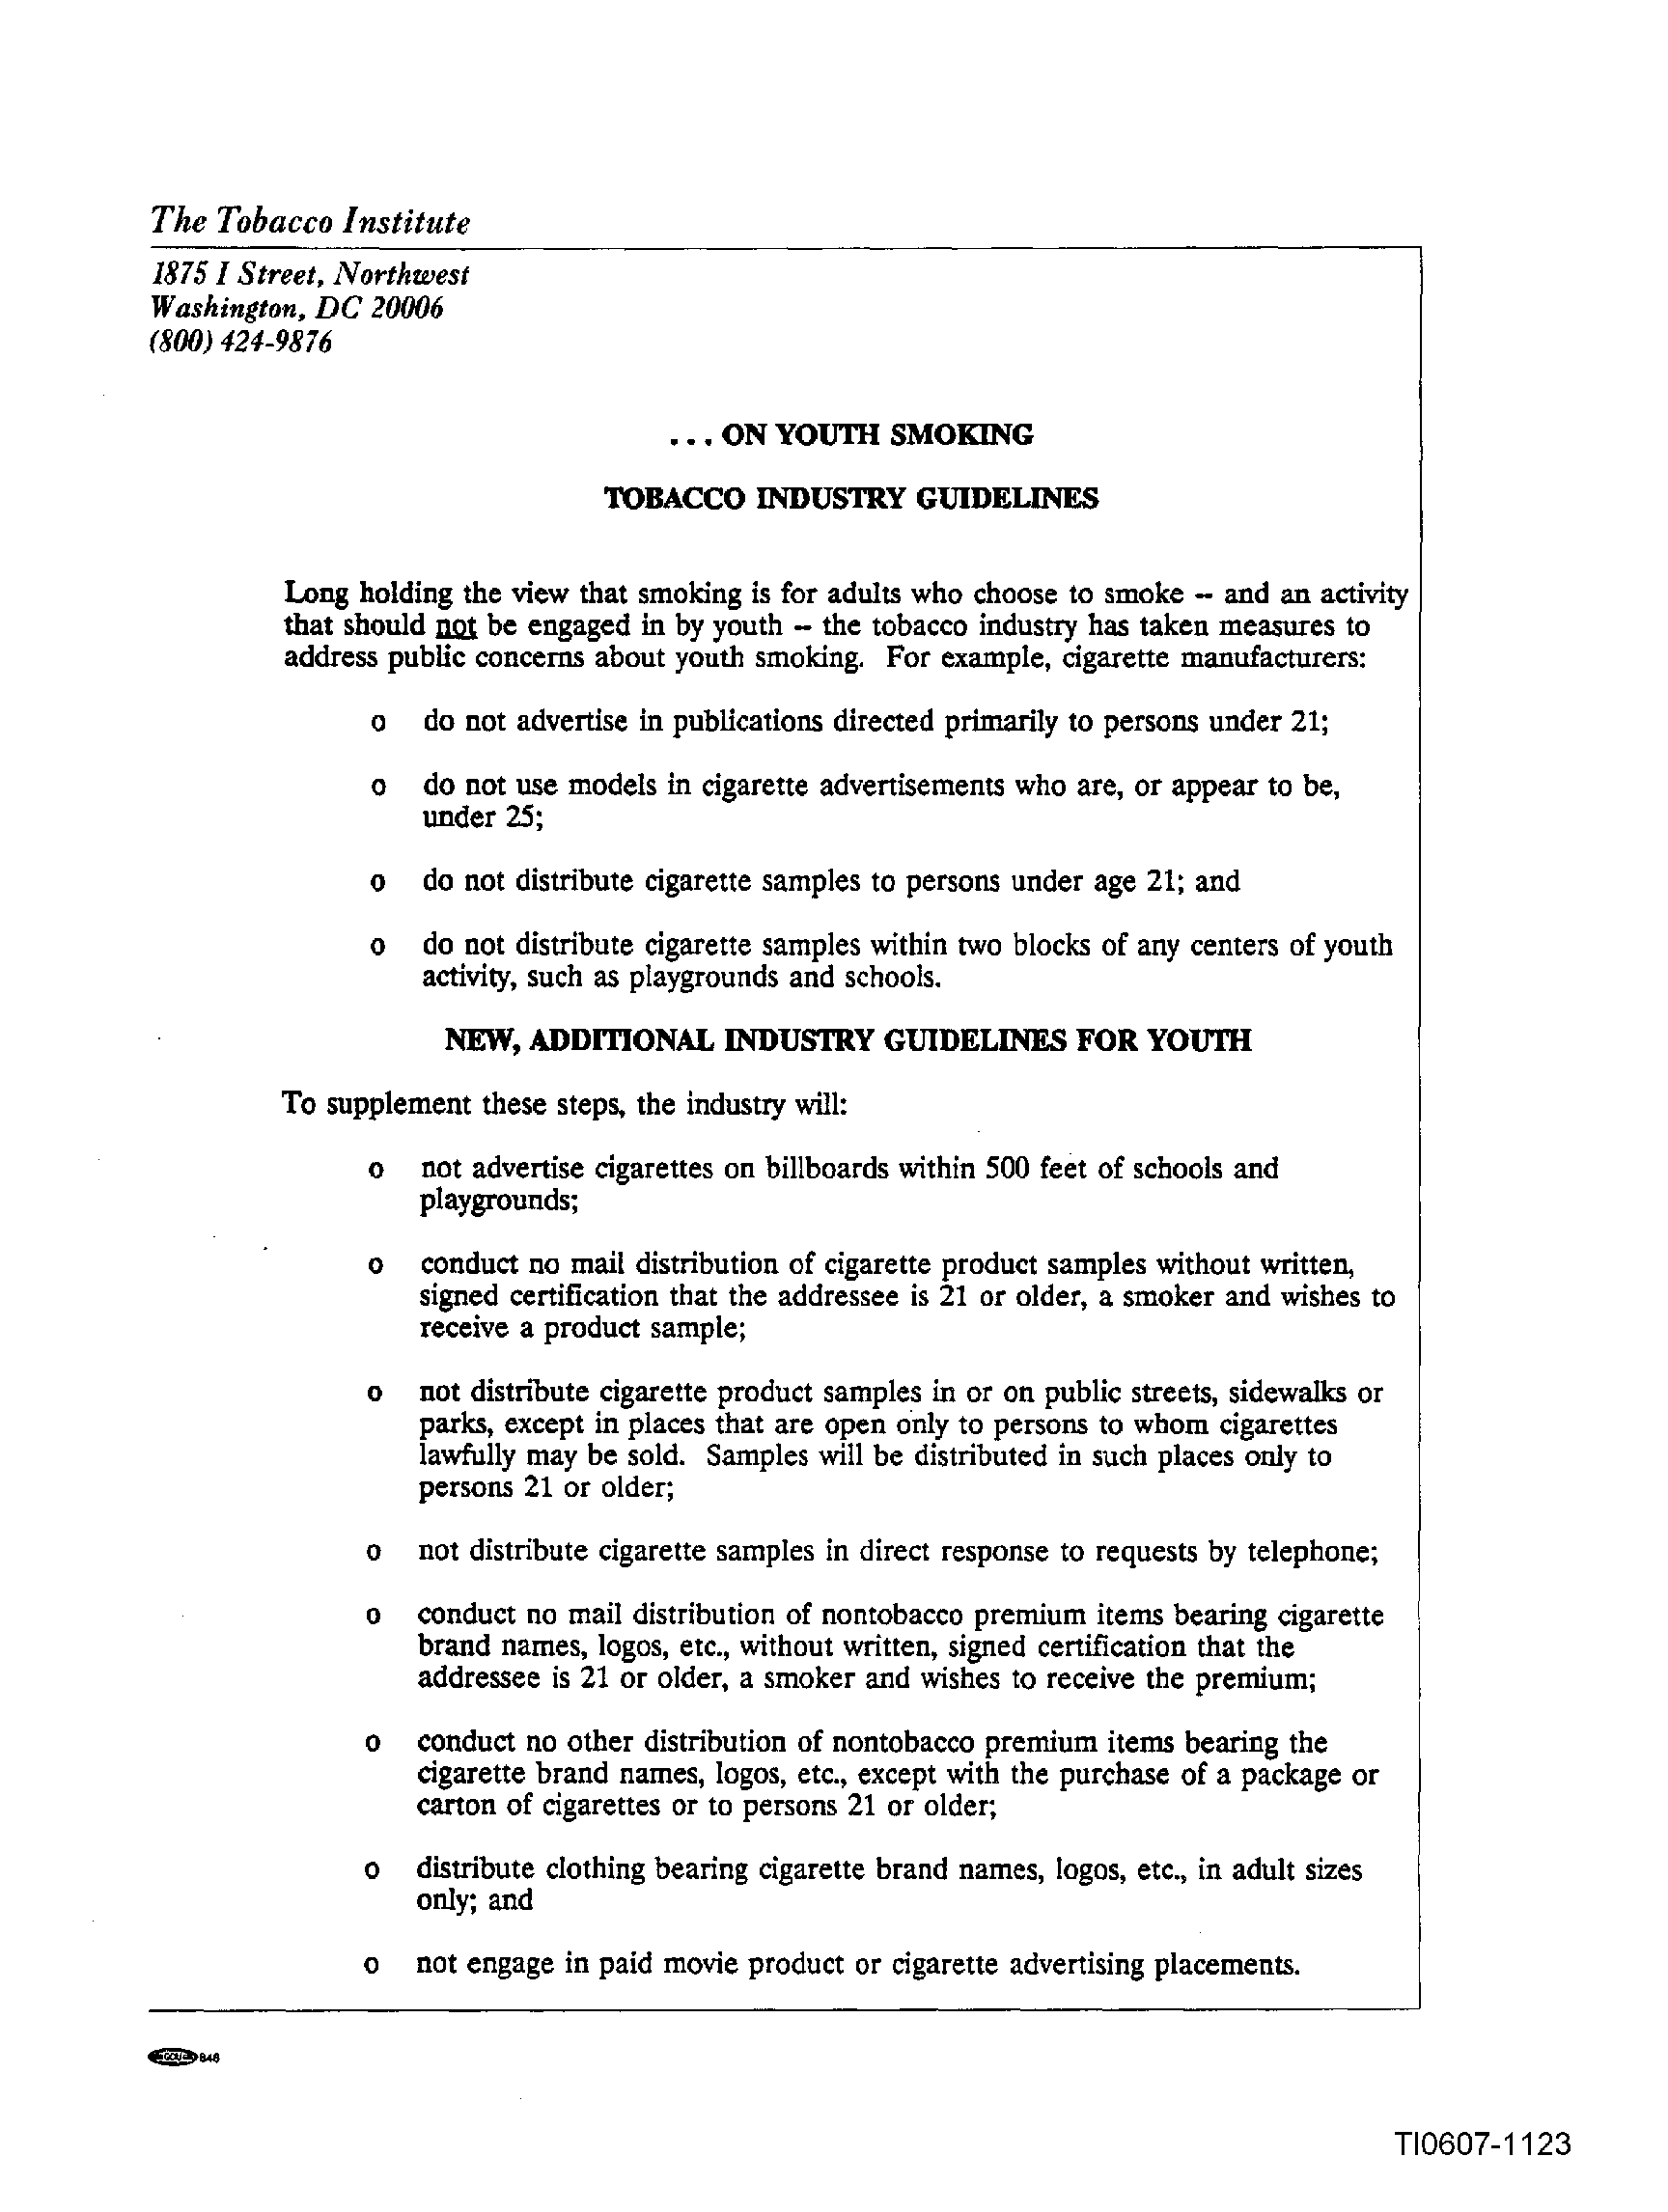 The Tobacco Institute
1875 I Street, Northwest
Washington, DC 20006
(800) 424-9876
... ON YOUTH SMOKING
TOBACCO INDUSTRY GUIDELINES
Long holding the view that smoking is for adults who choose to smoke -- and an activity
that should not be engaged in by youth -- the tobacco industry has taken measures to
address public concerns about youth smoking. For example, cigarette manufacturers:
o do not advertise in publications directed primarily to persons under 21;
o do not use models in cigarette advertisements who are, or appear to be,
under 25;
o do not distribute cigarette samples to persons under age 21; and
o do not distribute cigarette samples within two blocks of any centers of youth
activity, such as playgrounds and schools.
NEW, ADDITIONAL INDUSTRY GUIDELINES FOR YOUTH
To supplement these steps, the industry will:
o not advertise cigarettes on billboards within 500 feet of schools and
playgrounds;
o conduct no mail distribution of cigarette product samples without written,
signed certification that the addressee is 21 or older, a smoker and wishes to
receive a product sample;
o not distribute cigarette product samples in or on public streets, sidewalks or
parks, except in places that are open only to persons to whom cigarettes
lawfully may be sold. Samples will be distributed in such places only to
persons 21 or older;
o not distribute cigarette samples in direct response to requests by telephone;
o conduct no mail distribution of nontobacco premium items bearing cigarette
brand names, logos, etc., without written, signed certification that the
addressee is 21 or older, a smoker and wishes to receive the premium;
o conduct no other distribution of nontobacco premium items bearing the
cigarette brand names, logos, etc., except with the purchase of a package or
carton of cigarettes or to persons 21 or older;
o distribute clothing bearing cigarette brand names, logos, etc., in adult sizes
only; and
o not engage in paid movie product or cigarette advertising placements.
TI0607-1123